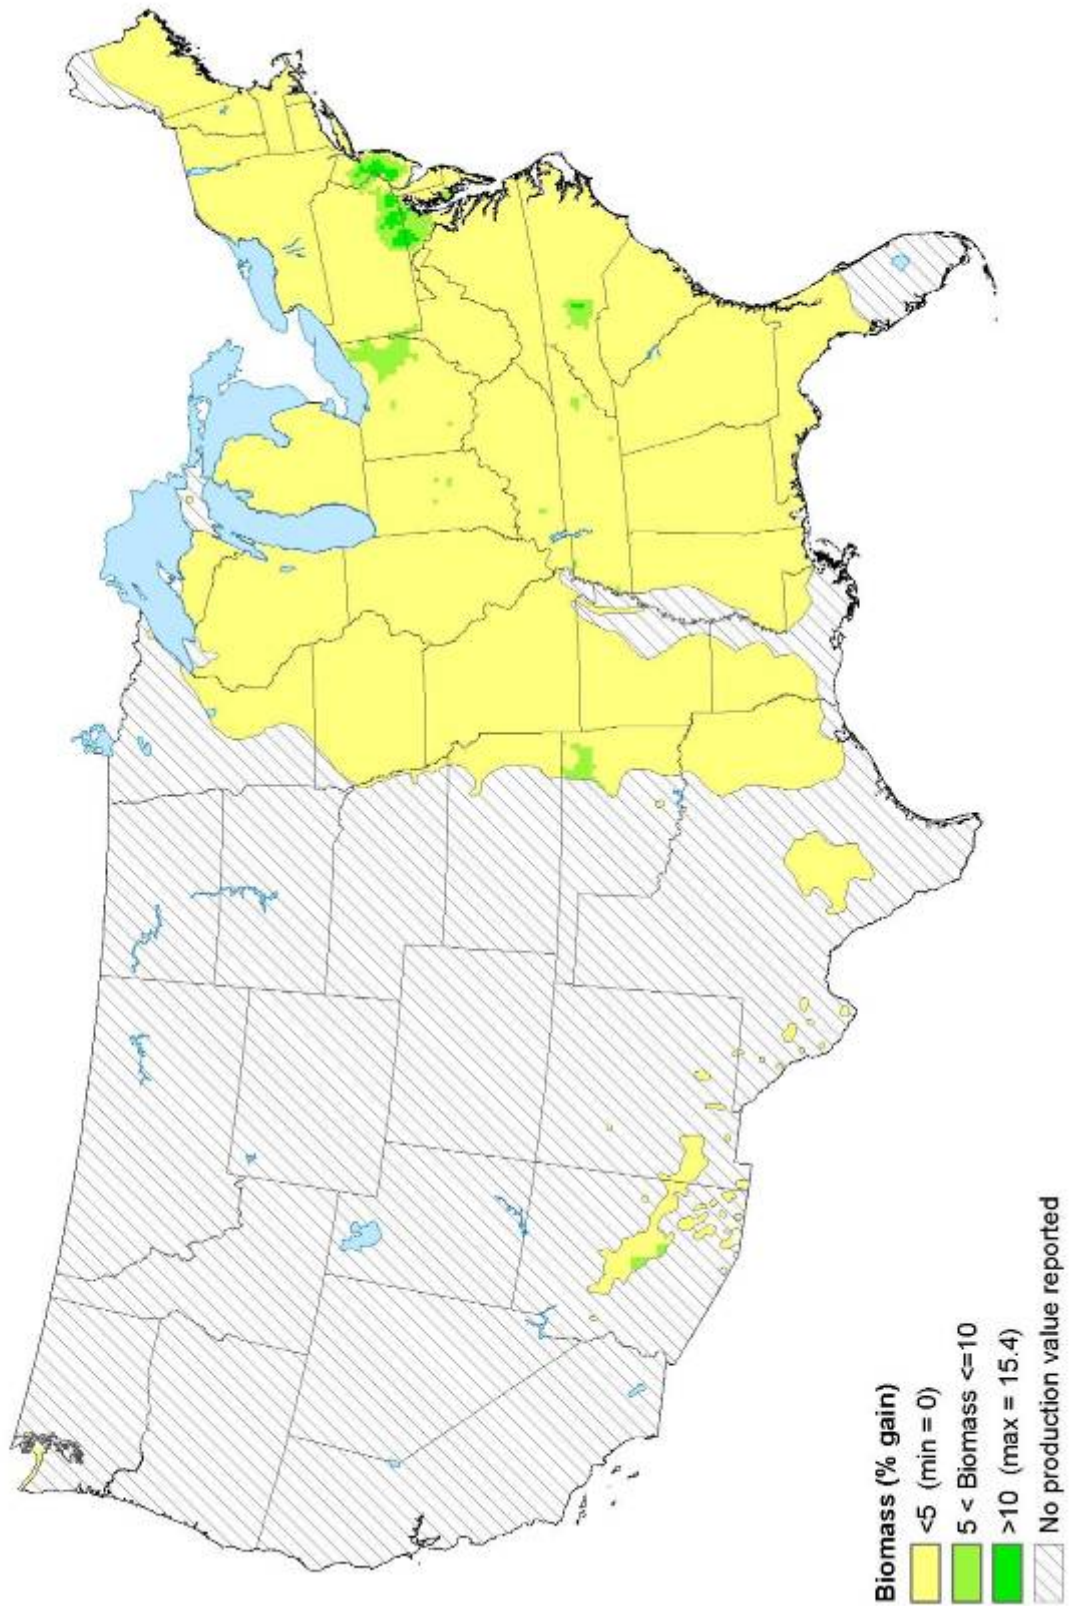 Biomass (% gain)
<5 (min = 0)
5 < Biomass <=10
>10 (max = 15.4)
No production value reported